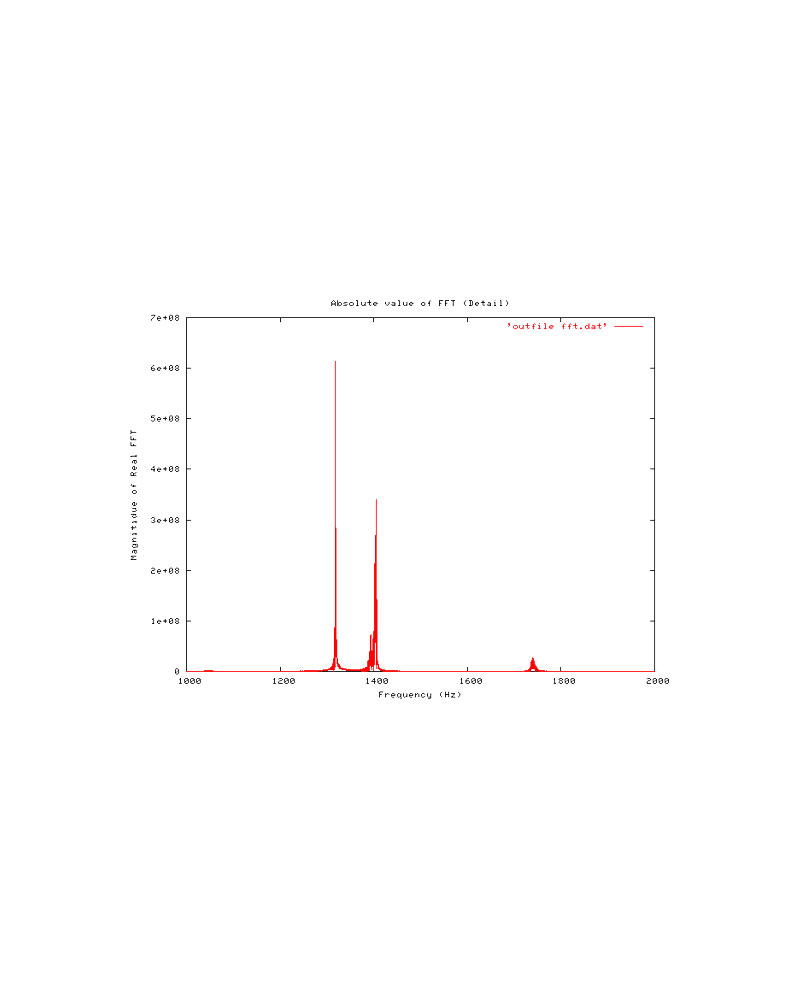 Absolute value of FFT (Detail)
7e+08
'outfile fft.dat'
6e+08
5e+08
4e+08
3e+08
2e+08
1e+08
0
Magnitidue of Real FFT
1000 1200 1400 1600 1800 2000
Frequency (Hz)